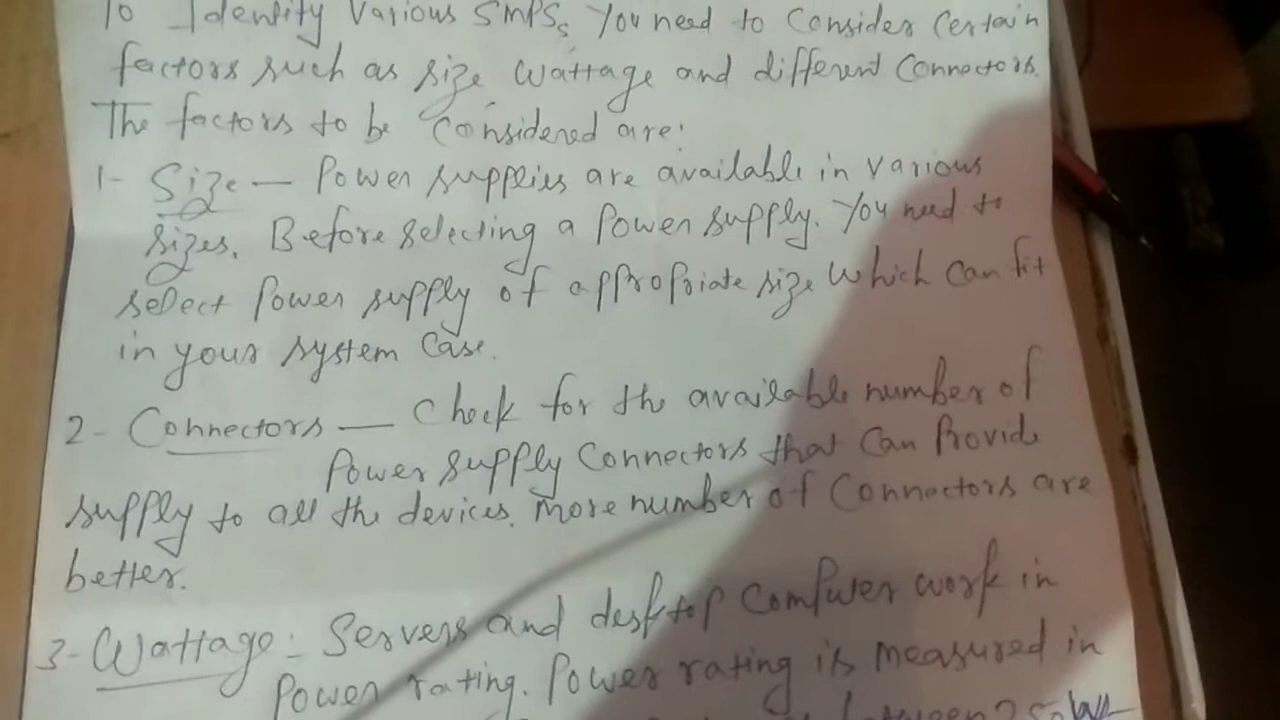 To Identify Various SMPSs You need to Consider Certain
factors such as size wattage and different Connectors.
The factors to be Considered are:
1- Size — Power supplies are available in various
sizes. Before selecting a Power supply. You need to
select Power supply of appropriate size which can fit
in your system Case.
2- Connectors — Check for the available number of
Power supply Connectors that Can Provide
supply to all the devices. More number of Connectors are
better.
3- Wattage: Servers and desktop Computer work in
Power rating. Power rating is measured in
between 250